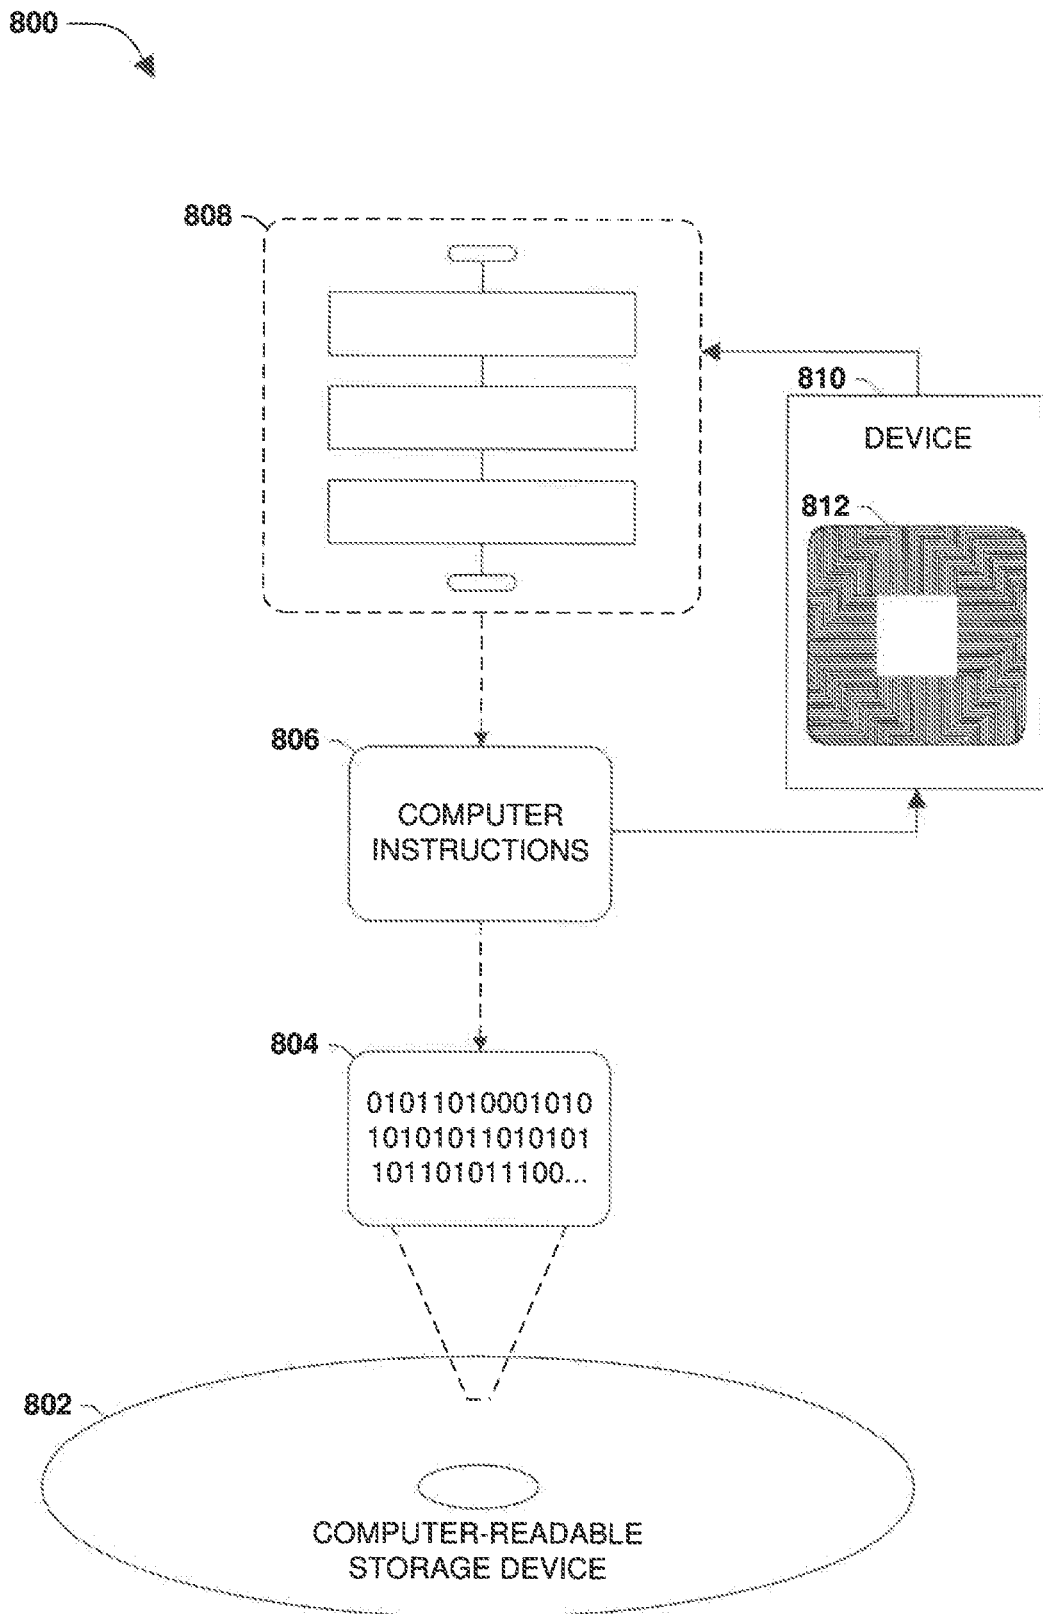 800
808
810
DEVICE
812
806
COMPUTER
INSTRUCTIONS
804
01011010001010
10101011010101
101101011100...
802
COMPUTER-READABLE
STORAGE DEVICE